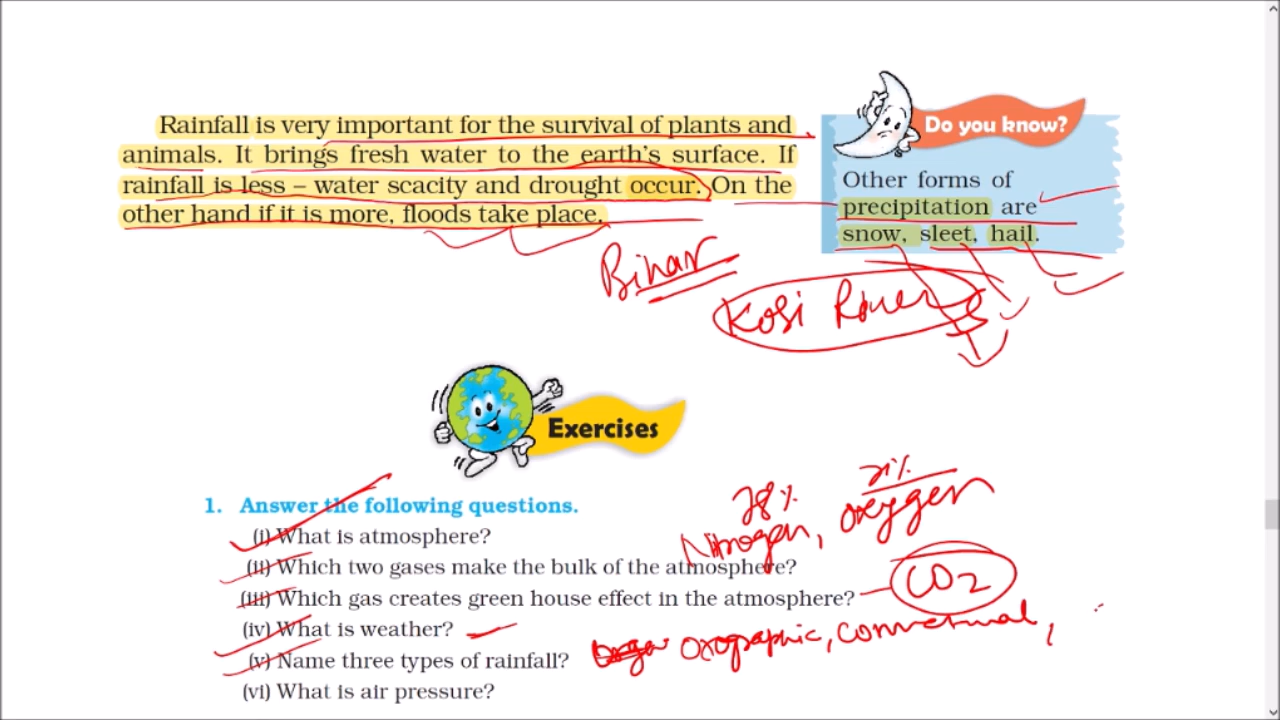 Rainfall is very important for the survival of plants and
animals. It brings fresh water to the earth's surface. If
rainfall is less – water scacity and drought occur. On the
other hand if it is more, floods take place.
Do you know?
Other forms of
precipitation are
snow, sleet, hail.
Bihar
Kosi River
Exercises
1. Answer the following questions.
(i) What is atmosphere?
78% 21%
Nitrogen, oxygen
(ii) Which two gases make the bulk of the atmosphere?
(iii) Which gas creates green house effect in the atmosphere?
CO2
(iv) What is weather?
(v) Name three types of rainfall?
Orographic,
(vi) What is air pressure?